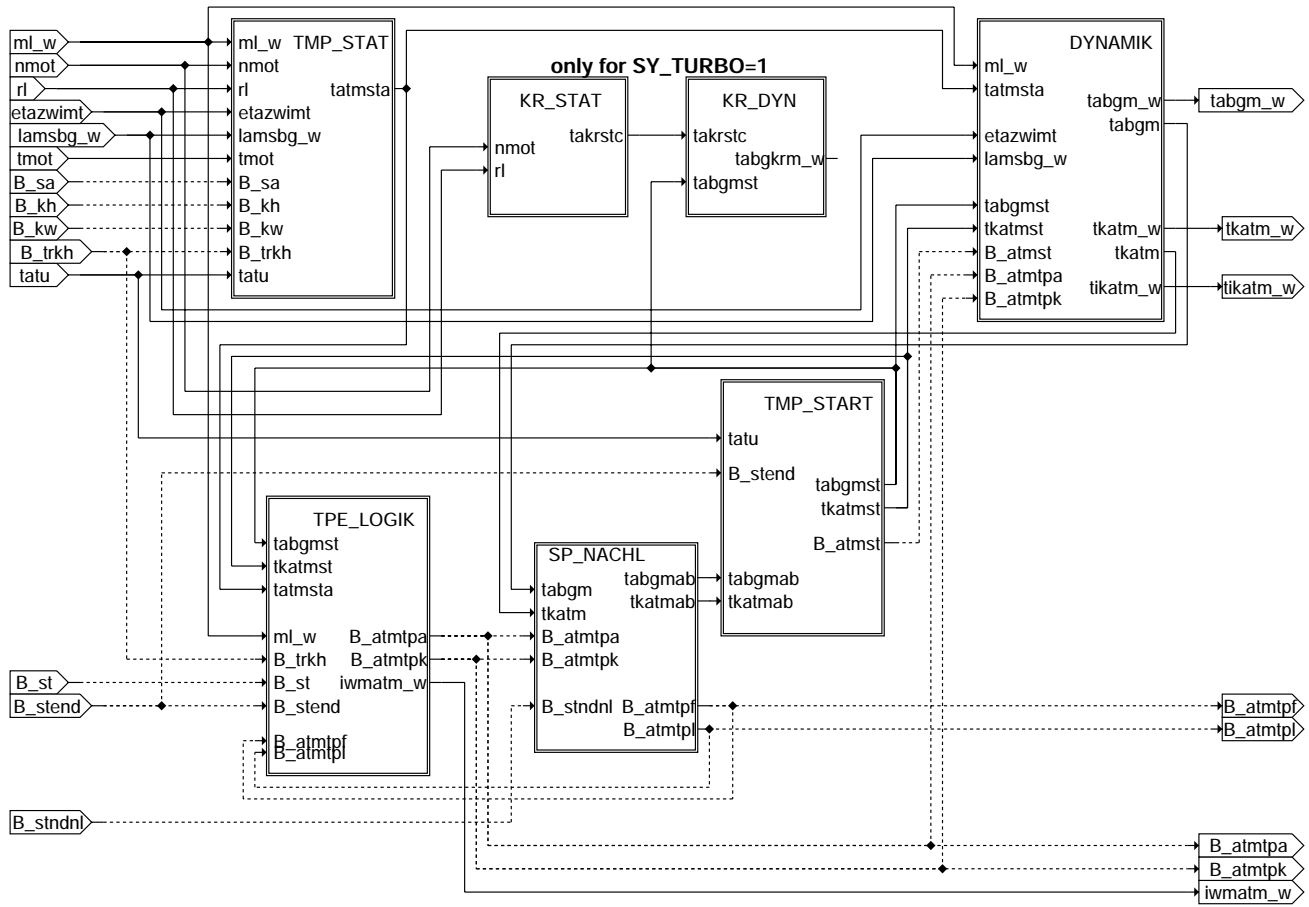 ml_w
nmot
rl
etazwimt
lamsbg_w
tmot
B_sa
B_kh
B_kw
B_trkh
tatu
TMP_STAT
ml_w
nmot
rl
etazwimt
lamsbg_w
tmot
B_sa
B_kh
B_kw
B_trkh
tatu
tatmsta
only for SY_TURBO=1
KR_STAT
nmot
rl
takrstc
KR_DYN
takrstc
tabgmst
tabgkrm_w
DYNAMIK
ml_w
tatmsta
etazwimt
lamsbg_w
tabgmst
tkatmst
B_atmst
B_atmtpa
B_atmtpk
tabgm_w
tabgm
tkatm_w
tkatm
tikatm_w
tabgm_w
tkatm_w
tikatm_w
TMP_START
tatu
B_stend
tabgmst
tkatmst
B_atmst
tabgmab
tkatmab
TPE_LOGIK
tabgmst
tkatmst
tatmsta
ml_w
B_trkh
B_st
B_stend
B_atmtpf
B_atmtpl
B_atmtpa
B_atmtpk
iwmatm_w
SP_NACHL
tabgm
tkatm
B_atmtpa
B_atmtpk
B_stndnl
tabgmab
tkatmab
B_atmtpf
B_atmtpl
B_st
B_stend
B_stndnl
B_atmtpf
B_atmtpl
B_atmtpa
B_atmtpk
iwmatm_w